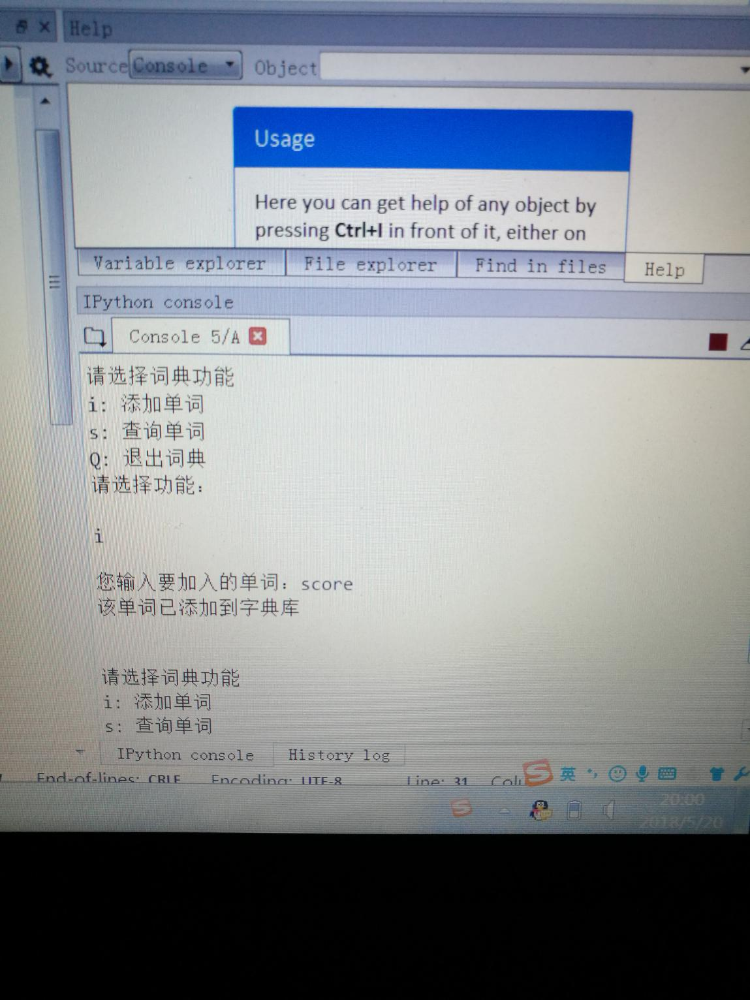 Help
Source Console Object
Usage
Here you can get help of any object by
pressing Ctrl+I in front of it, either on
Variable explorer File explorer Find in files Help
IPython console
Console 5/A
请选择词典功能
i: 添加单词
s: 查询单词
Q: 退出词典
请选择功能:
i
您输入要加入的单词: score
该单词已添加到字典库
请选择词典功能
i: 添加单词
s: 查询单词
IPython console History log
End-of-lines: CRLF Encoding: UTF-8 Line: 31 Colu
英
20:00
2018/5/20